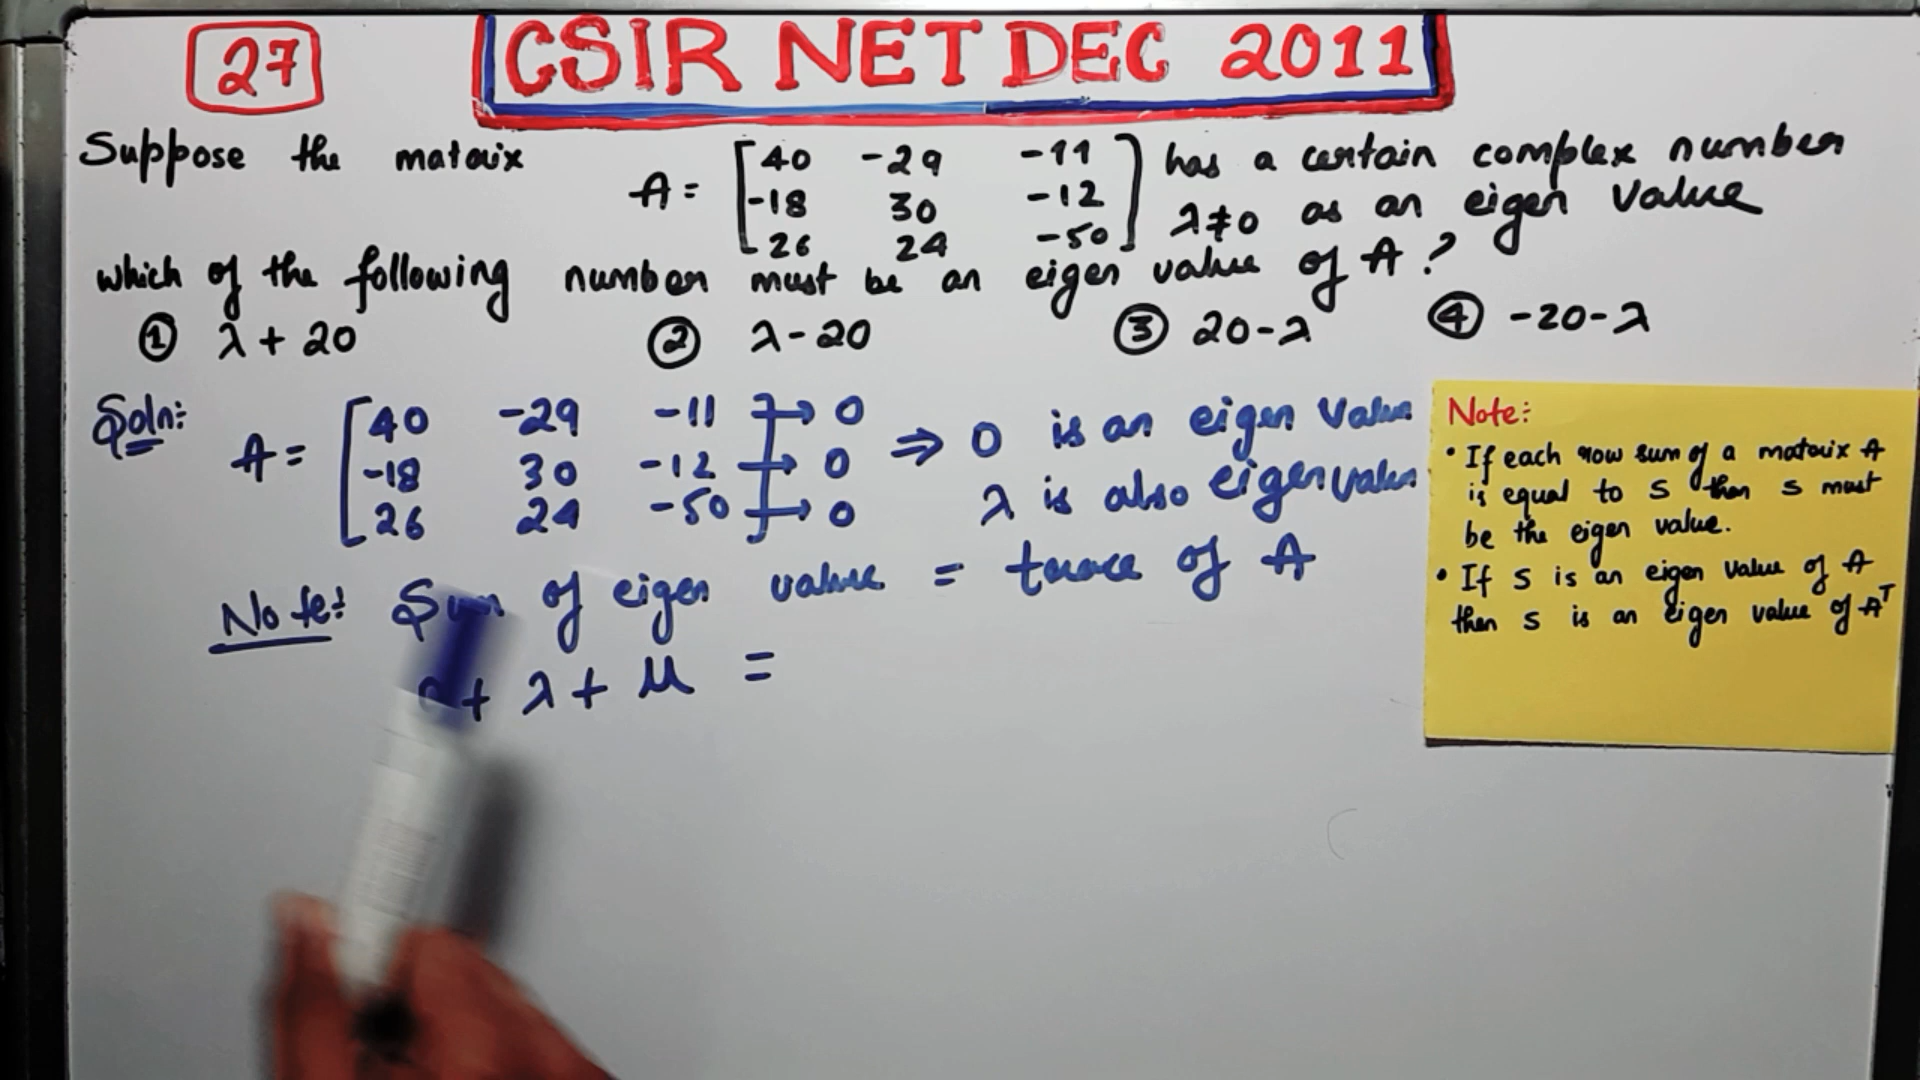 27
CSIR NET DEC 2011
Suppose the matrix A = [ 40 -29 -11 ] has a certain complex number
[ -18 30 -12 ] λ≠0 as an eigen value
[ 26 24 -50 ]
which of the following number must be an eigen value of A?
① λ + 20 ② λ - 20 ③ 20 - λ ④ -20 - λ
Soln:
A = [ 40 -29 -11 ] → 0 ⇒ 0 is an eigen value
[ -18 30 -12 ] → 0 λ is also eigen value
[ 26 24 -50 ] → 0
Note: Sum of eigen value = trace of A
+ λ + μ =
Note:
• If each row sum of a matrix A
is equal to s then s must
be the eigen value.
• If s is an eigen value of A
then s is an eigen value of Aᵀ